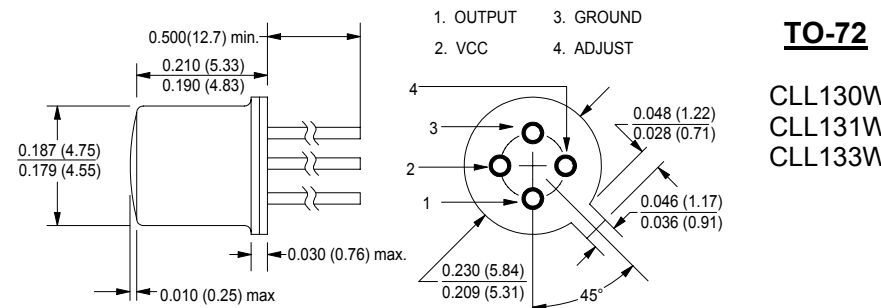 1. OUTPUT 3. GROUND
2. VCC 4. ADJUST
TO-72
CLL130W
CLL131W
CLL133W
0.500(12.7) min.
0.210 (5.33)
0.190 (4.83)
0.187 (4.75)
0.179 (4.55)
0.030 (0.76) max.
0.010 (0.25) max
4
3
2
1
0.048 (1.22)
0.028 (0.71)
0.046 (1.17)
0.036 (0.91)
0.230 (5.84)
0.209 (5.31)
45°